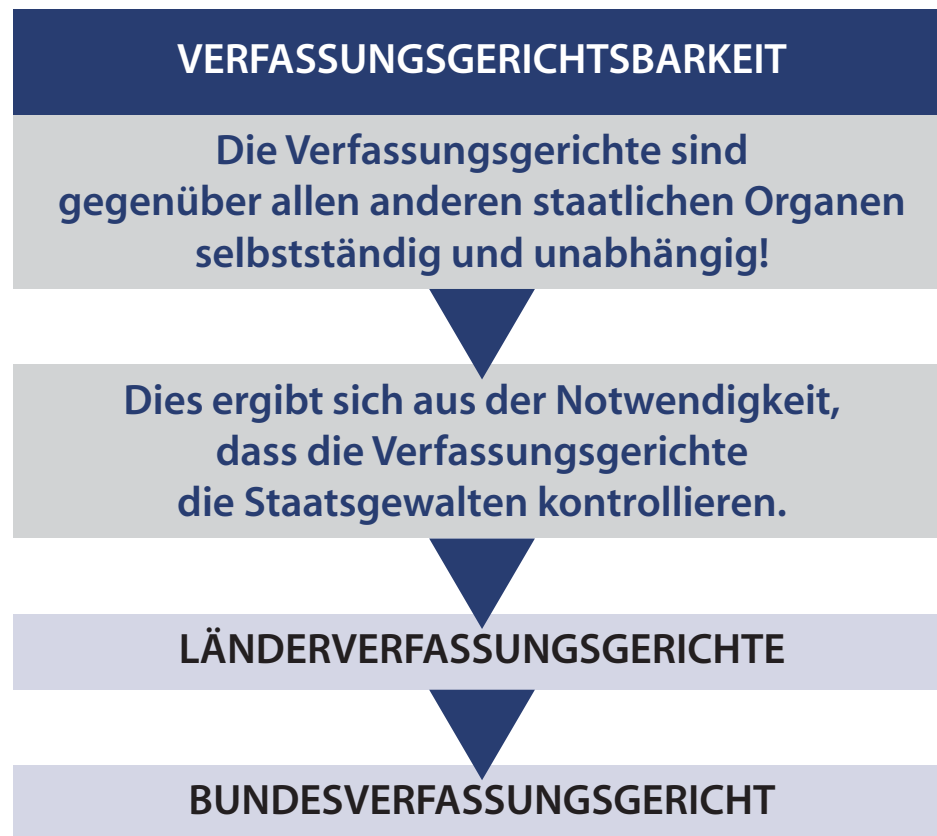 VERFASSUNGSGERICHTSBARKEIT
Die Verfassungsgerichte sind
gegenüber allen anderen staatlichen Organen
selbstständig und unabhängig!
Dies ergibt sich aus der Notwendigkeit,
dass die Verfassungsgerichte
die Staatsgewalten kontrollieren.
LÄNDERVERFASSUNGSGERICHTE
BUNDESVERFASSUNGSGERICHT